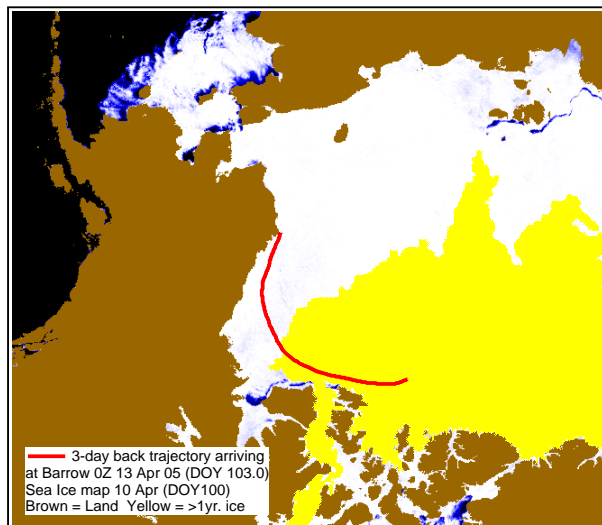 3-day back trajectory arriving
at Barrow 0Z 13 Apr 05 (DOY 103.0)
Sea Ice map 10 Apr (DOY100)
Brown = Land  Yellow = >1yr. ice